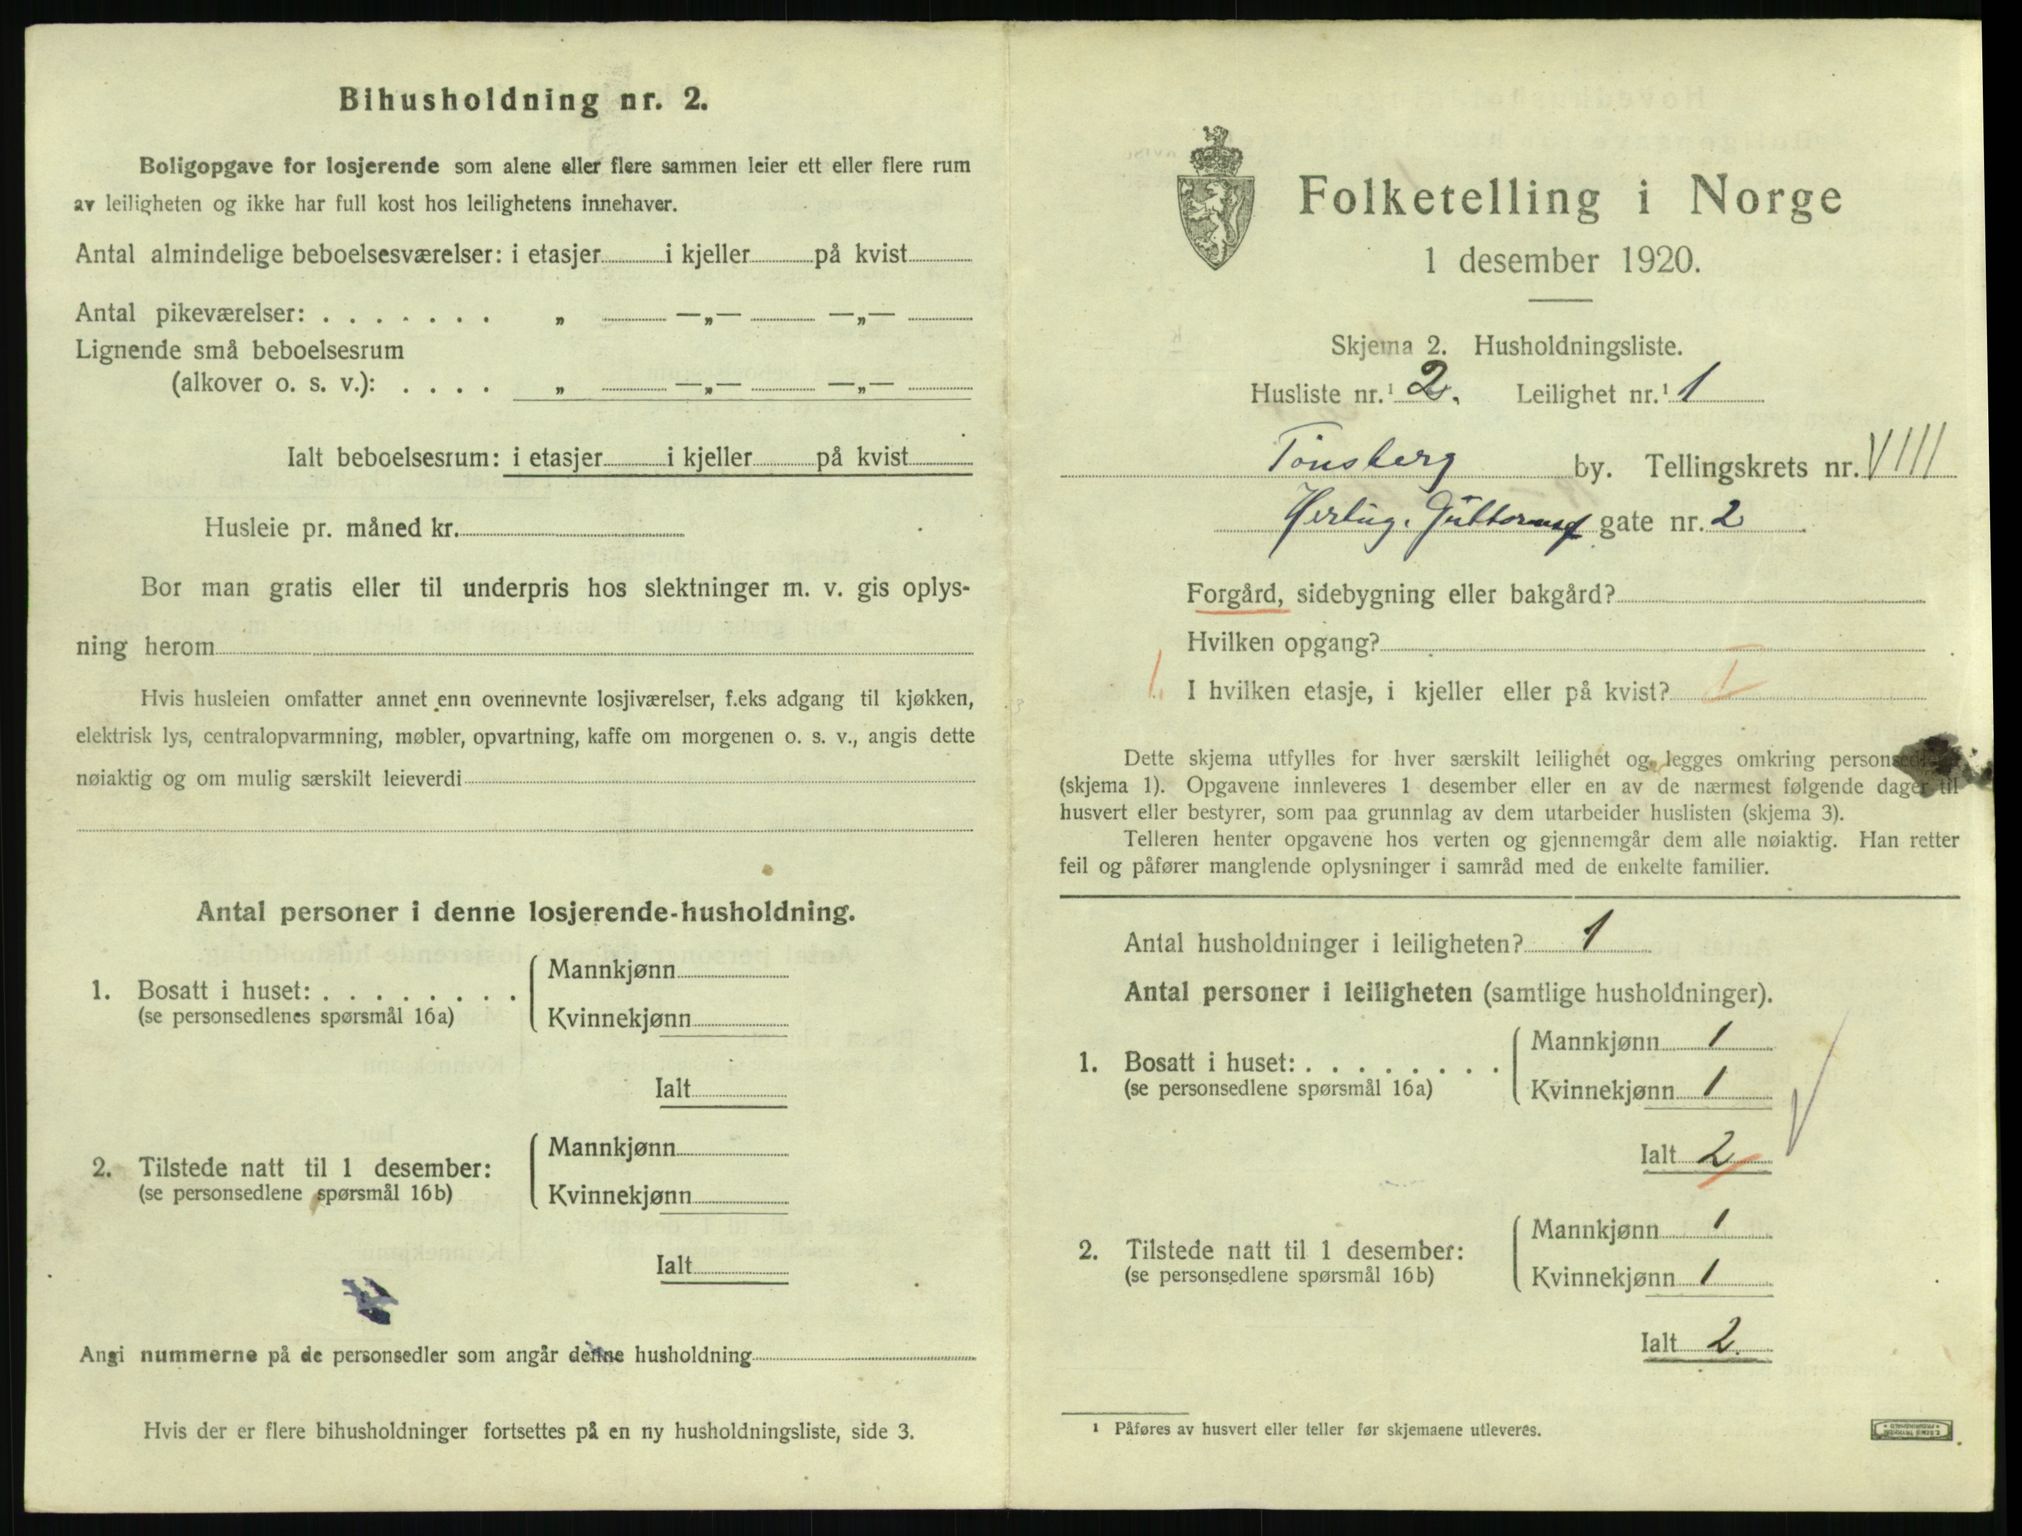 Bihusholdning nr. 2.
Boligopgave for losjerende som alene eller flere sammen leier ett eller flere rum
av leiligheten og ikke har full kost hos leilighetens innehaver.
Antal almindelige beboelsesværelser: i etasjer i kjeller på kvist
Antal pikeværelser: . . . . . . . „ —„— —„—
Lignende små beboelsesrum
(alkover o. s. v.): . . . . „ —„— —„—
Ialt beboelsesrum: i etasjer i kjeller på kvist
Husleie pr. måned kr.
Bor man gratis eller til underpris hos slektninger m. v. gis oplys-
ning herom
Hvis husleien omfatter annet enn ovennevnte losjiværelser, f.eks adgang til kjøkken,
elektrisk lys, centralopvarmning, møbler, opvartning, kaffe om morgenen o. s. v., angis dette
nøiaktig og om mulig særskilt leieverdi
Antal personer i denne losjerende-husholdning.
Mannkjønn
1. Bosatt i huset: . . . . . . . .
(se personsedlenes spørsmål 16a)
Kvinnekjønn
Ialt
Mannkjønn
2. Tilstede natt til 1 desember:
(se personsedlene spørsmål 16b)
Kvinnekjønn
Ialt
Angi nummerne på de personsedler som angår denne husholdning
Hvis der er flere bihusholdninger fortsettes på en ny husholdningsliste, side 3.
Folketelling i Norge
1 desember 1920.
Skjema 2. Husholdningsliste.
Husliste nr.¹ 2. Leilighet nr.¹ 1
Tönsberg by. Tellingskrets nr. VIII
Hertug. Guttormsg gate nr. 2
Forgård, sidebygning eller bakgård?
Hvilken opgang?
1. I hvilken etasje, i kjeller eller på kvist? I
Dette skjema utfylles for hver særskilt leilighet og legges omkring personsedlene
(skjema 1). Opgavene innleveres 1 desember eller en av de nærmest følgende dager til
husvert eller bestyrer, som paa grunnlag av dem utarbeider huslisten (skjema 3).
Telleren henter opgavene hos verten og gjennemgår dem alle nøiaktig. Han retter
feil og påfører manglende oplysninger i samråd med de enkelte familier.
Antal husholdninger i leiligheten? 1
Antal personer i leiligheten (samtlige husholdninger).
Mannkjønn 1
1. Bosatt i huset: . . . . . . . .
(se personsedlene spørsmål 16a)
Kvinnekjønn 1
Ialt 2
Mannkjønn 1
2. Tilstede natt til 1 desember:
(se personsedlene spørsmål 16b)
Kvinnekjønn 1
Ialt 2.
¹ Påføres av husvert eller teller før skjemaene utleveres.